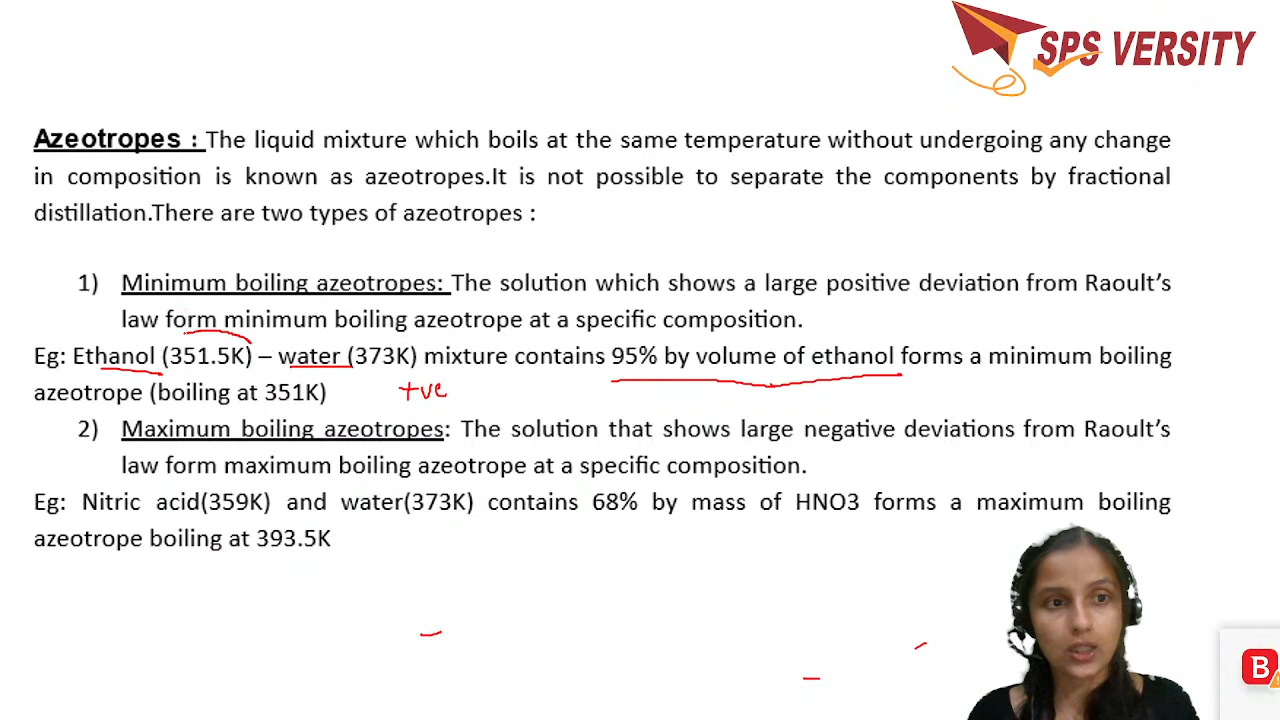 SPS VERSITY
Azeotropes : The liquid mixture which boils at the same temperature without undergoing any change
in composition is known as azeotropes.It is not possible to separate the components by fractional
distillation.There are two types of azeotropes :
1) Minimum boiling azeotropes: The solution which shows a large positive deviation from Raoult’s
law form minimum boiling azeotrope at a specific composition.
Eg: Ethanol (351.5K) – water (373K) mixture contains 95% by volume of ethanol forms a minimum boiling
azeotrope (boiling at 351K) +ve
2) Maximum boiling azeotropes: The solution that shows large negative deviations from Raoult’s
law form maximum boiling azeotrope at a specific composition.
Eg: Nitric acid(359K) and water(373K) contains 68% by mass of HNO3 forms a maximum boiling
azeotrope boiling at 393.5K
B